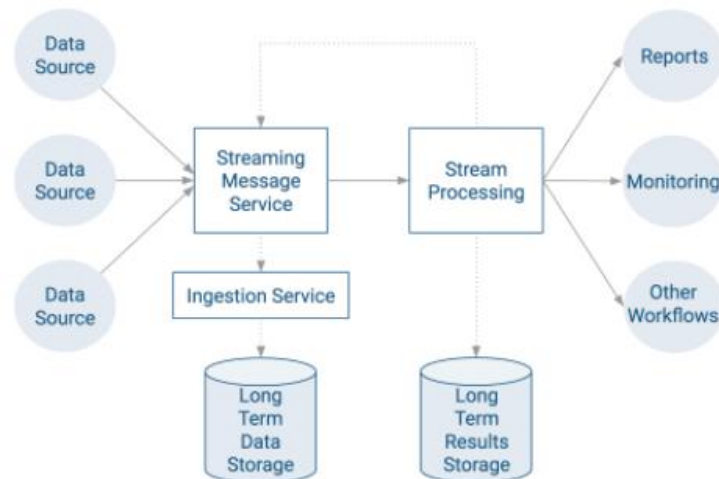 Data
Source
Data
Source
Data
Source
Streaming
Message
Service
Stream
Processing
Reports
Monitoring
Other
Workflows
Ingestion Service
Long
Term
Data
Storage
Long
Term
Results
Storage